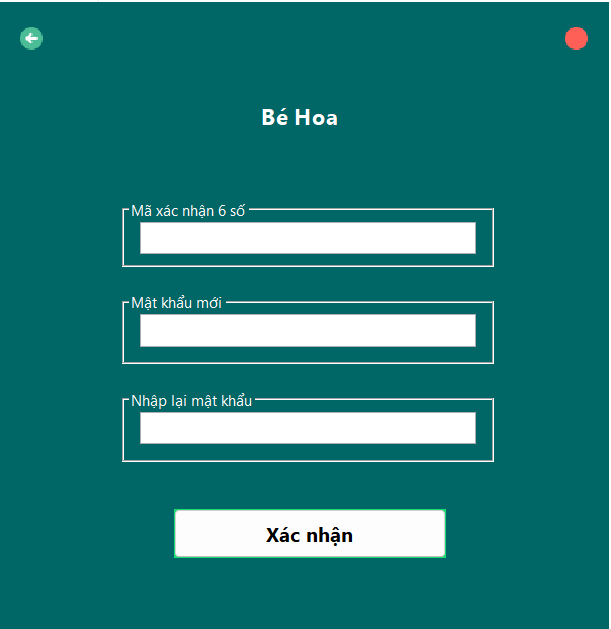 Bé Hoa
Mã xác nhận 6 số
Mật khẩu mới
Nhập lại mật khẩu
Xác nhận